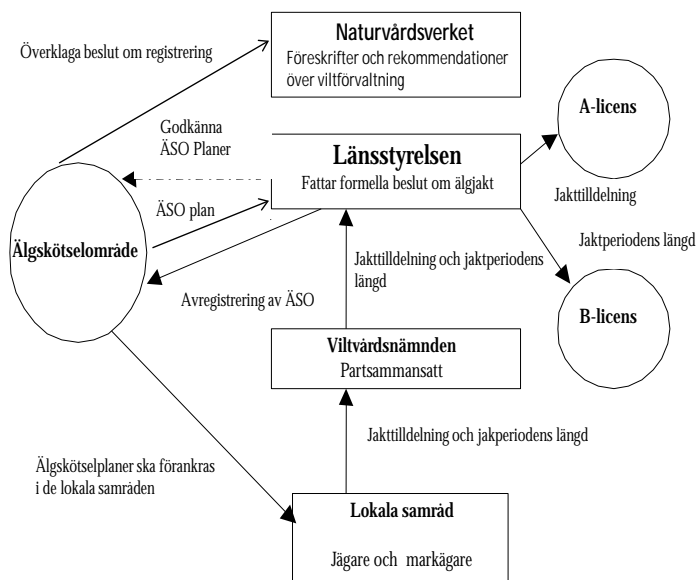 Naturvårdsverket
Föreskrifter och rekommendationer
över viltförvaltning
Överklaga beslut om registrering
A-licens
Godkänna
ÄSO Planer
Länsstyrelsen
Fattar formella beslut om älgjakt
Jakttilldelning
ÄSO plan
Älgskötselområde
Jaktperiodens längd
Jakttilldelning och jaktperiodens
längd
Avregistrering av ÄSO
B-licens
Viltvårdsnämnden
Partsammansatt
Jakttilldelning och jakperiodens längd
Älgskötselplaner ska förankras
i de lokala samråden
Lokala samråd
Jägare och markägare